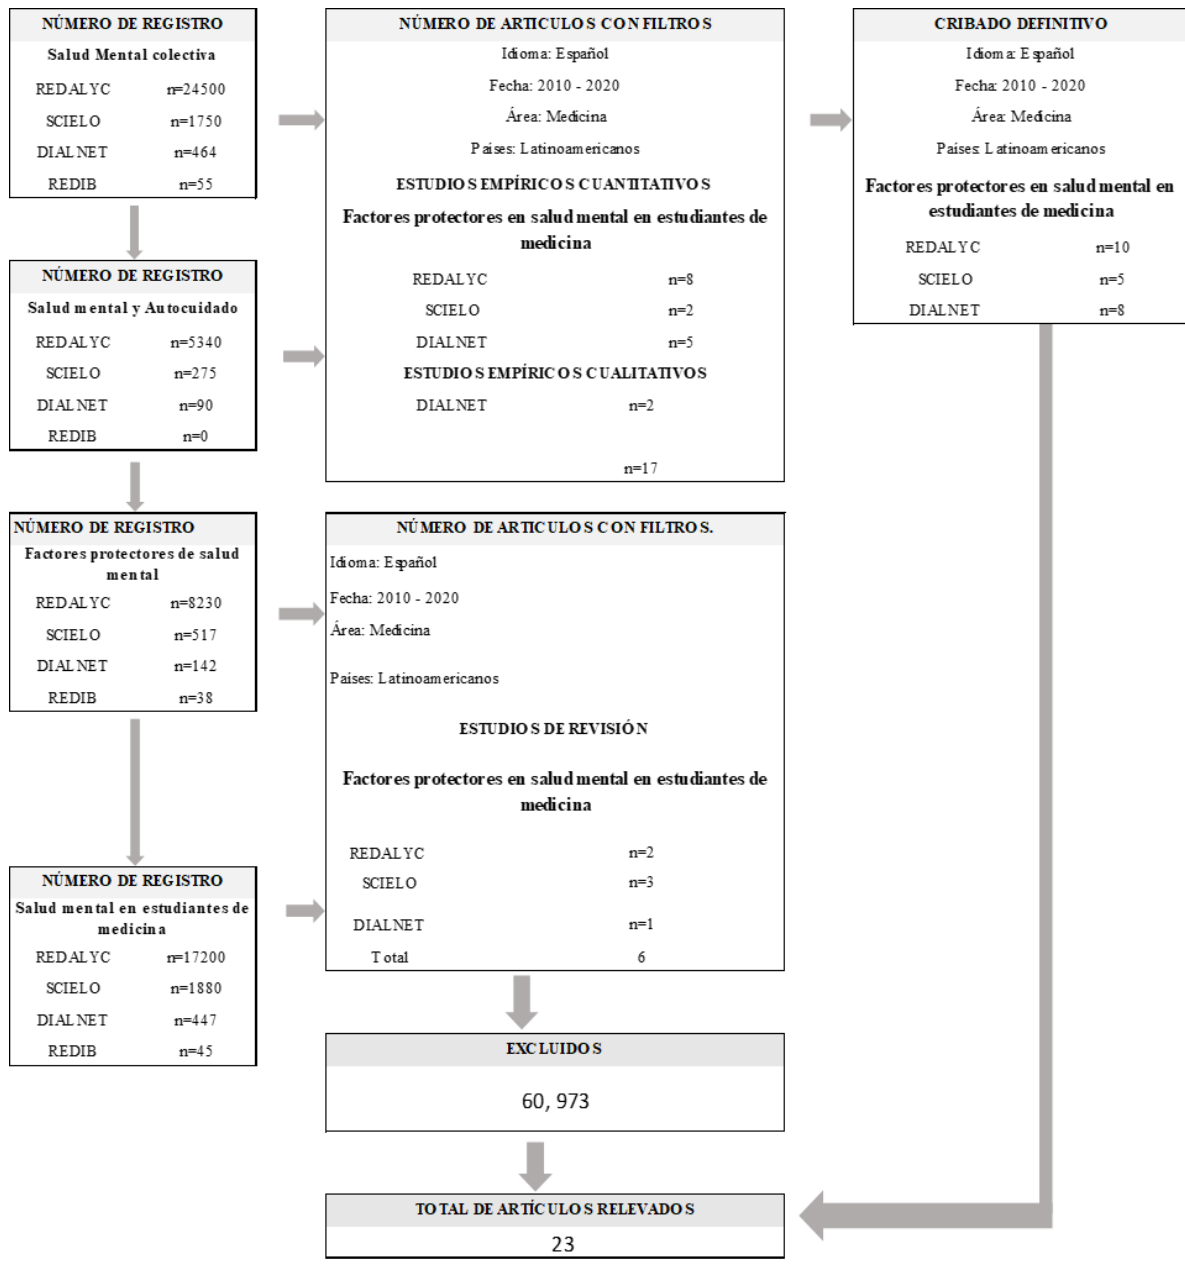 NÚMERO DE REGISTRO
Salud Mental colectiva
REDALYC n=24500
SCIELO n=1750
DIALNET n=464
REDIB n=55
NÚMERO DE REGISTRO
Salud mental y Autocuidado
REDALYC n=5340
SCIELO n=275
DIALNET n=90
REDIB n=0
NÚMERO DE REGISTRO
Factores protectores de salud
mental
REDALYC n=8230
SCIELO n=517
DIALNET n=142
REDIB n=38
NÚMERO DE REGISTRO
Salud mental en estudiantes de
medicina
REDALYC n=17200
SCIELO n=1880
DIALNET n=447
REDIB n=45
NÚMERO DE ARTICULOS CON FILTROS
Idioma: Español
Fecha: 2010 - 2020
Área: Medicina
Países: Latinoamericanos
ESTUDIOS EMPÍRICOS CUANTITATIVOS
Factores protectores en salud mental en estudiantes de
medicina
REDALYC n=8
SCIELO n=2
DIALNET n=5
ESTUDIOS EMPÍRICOS CUALITATIVOS
DIALNET n=2
n=17
NÚMERO DE ARTICULOS CON FILTROS.
Idioma: Español
Fecha: 2010 - 2020
Área: Medicina
Países: Latinoamericanos
ESTUDIOS DE REVISIÓN
Factores protectores en salud mental en estudiantes de
medicina
REDALYC n=2
SCIELO n=3
DIALNET n=1
Total 6
EXCLUIDOS
60, 973
TOTAL DE ARTÍCULOS RELEVADOS
23
CRIBADO DEFINITIVO
Idioma: Español
Fecha: 2010 - 2020
Área: Medicina
Países: Latinoamericanos
Factores protectores en salud mental en
estudiantes de medicina
REDALYC n=10
SCIELO n=5
DIALNET n=8